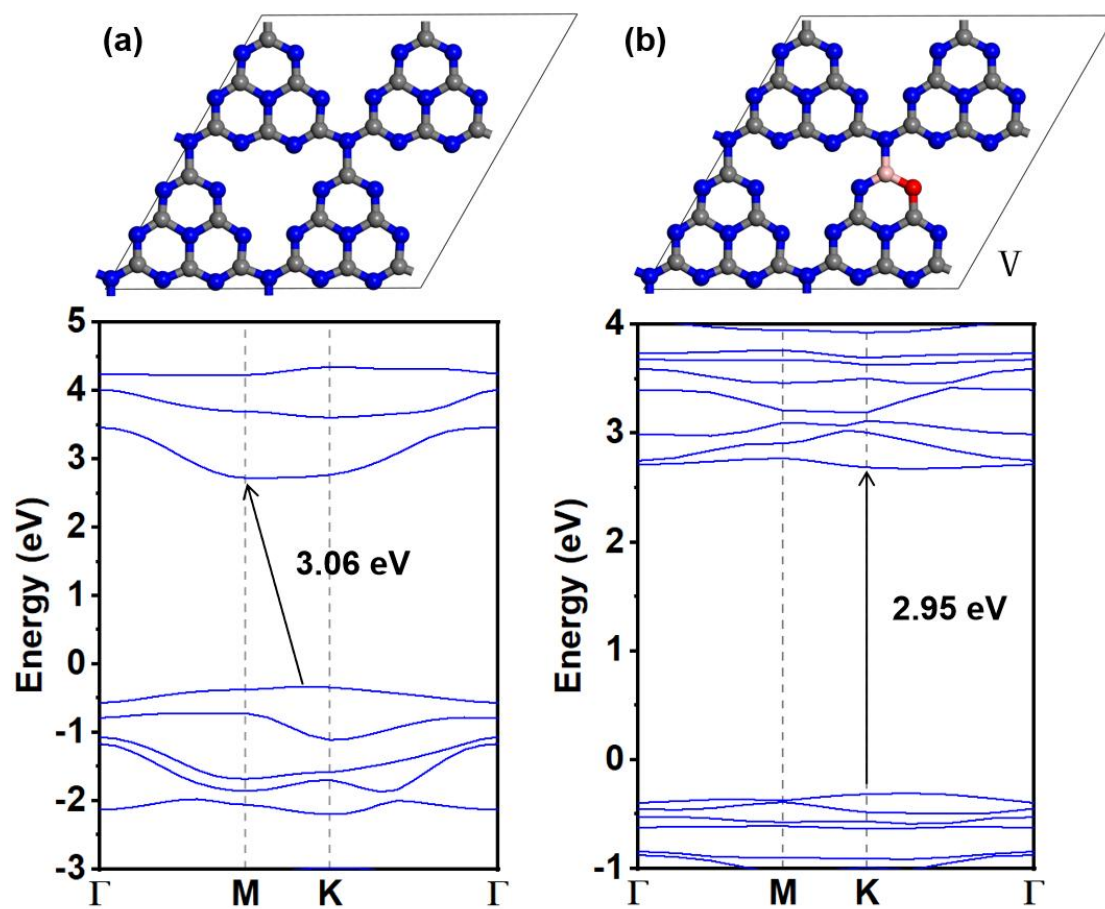 (a)
(b)
V
5
4
3
2
1
0
-1
-2
-3
Energy (eV)
3.06 eV
Γ M K Γ
4
3
2
1
0
-1
Energy (eV)
2.95 eV
Γ M K Γ